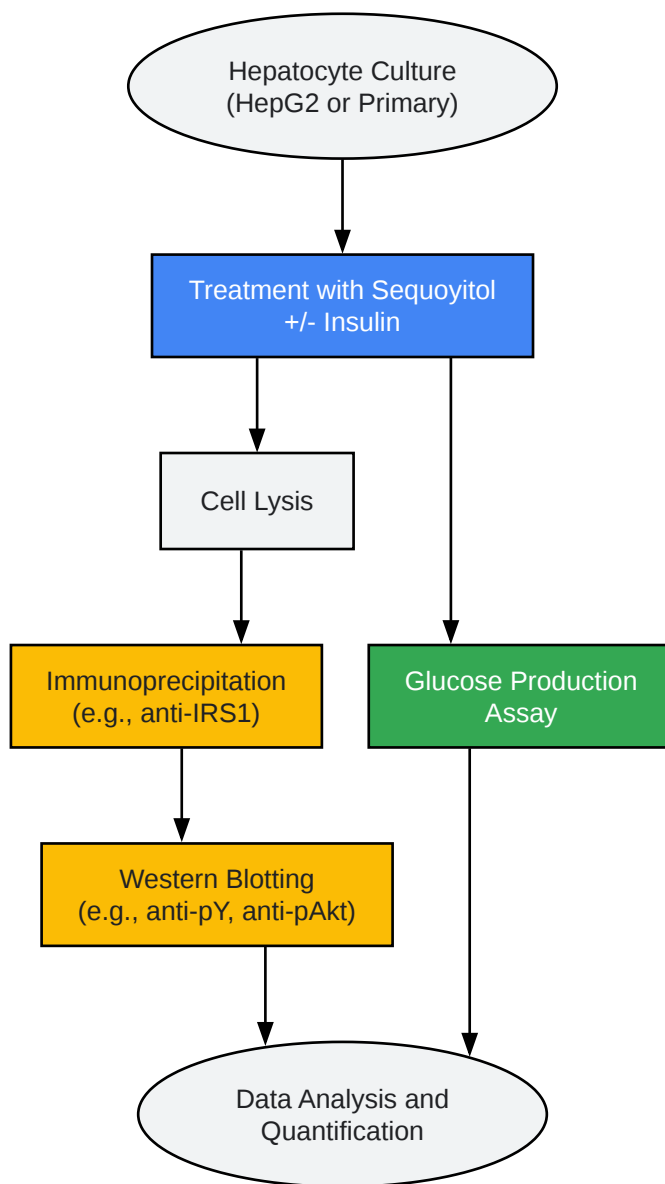 Hepatocyte Culture
(HepG2 or Primary)
Treatment with Sequoyitol
+/- Insulin
Cell Lysis
Immunoprecipitation
(e.g., anti-IRS1)
Glucose Production
Assay
Western Blotting
(e.g., anti-pY, anti-pAkt)
Data Analysis and
Quantification